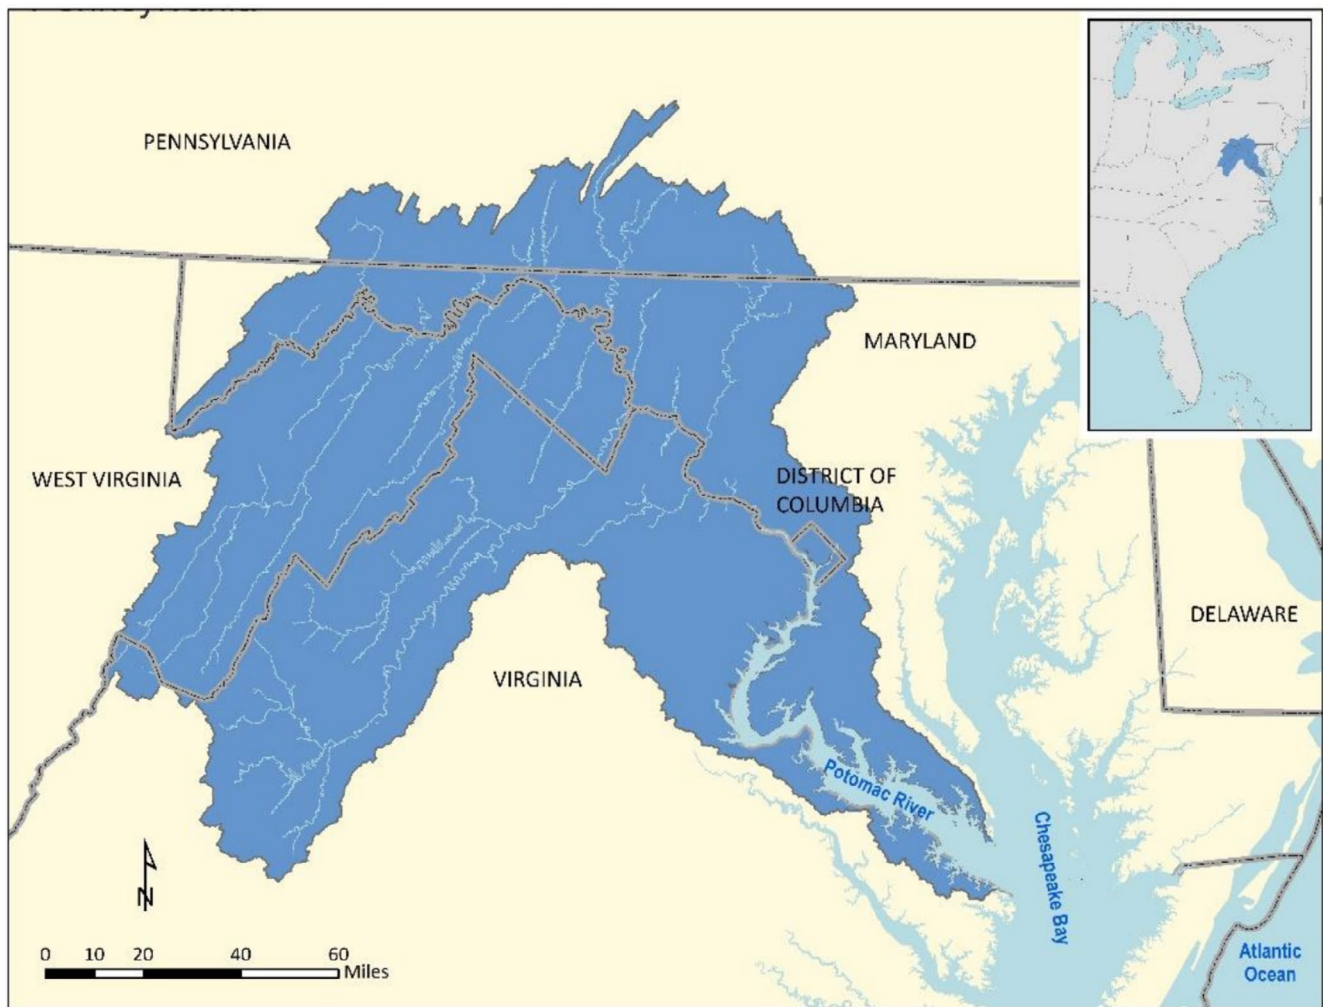 Pennsylvania
PENNSYLVANIA
MARYLAND
WEST VIRGINIA
DISTRICT OF
COLUMBIA
DELAWARE
VIRGINIA
Potomac River
Chesapeake Bay
N
0 10 20 40 60
Miles
Atlantic
Ocean